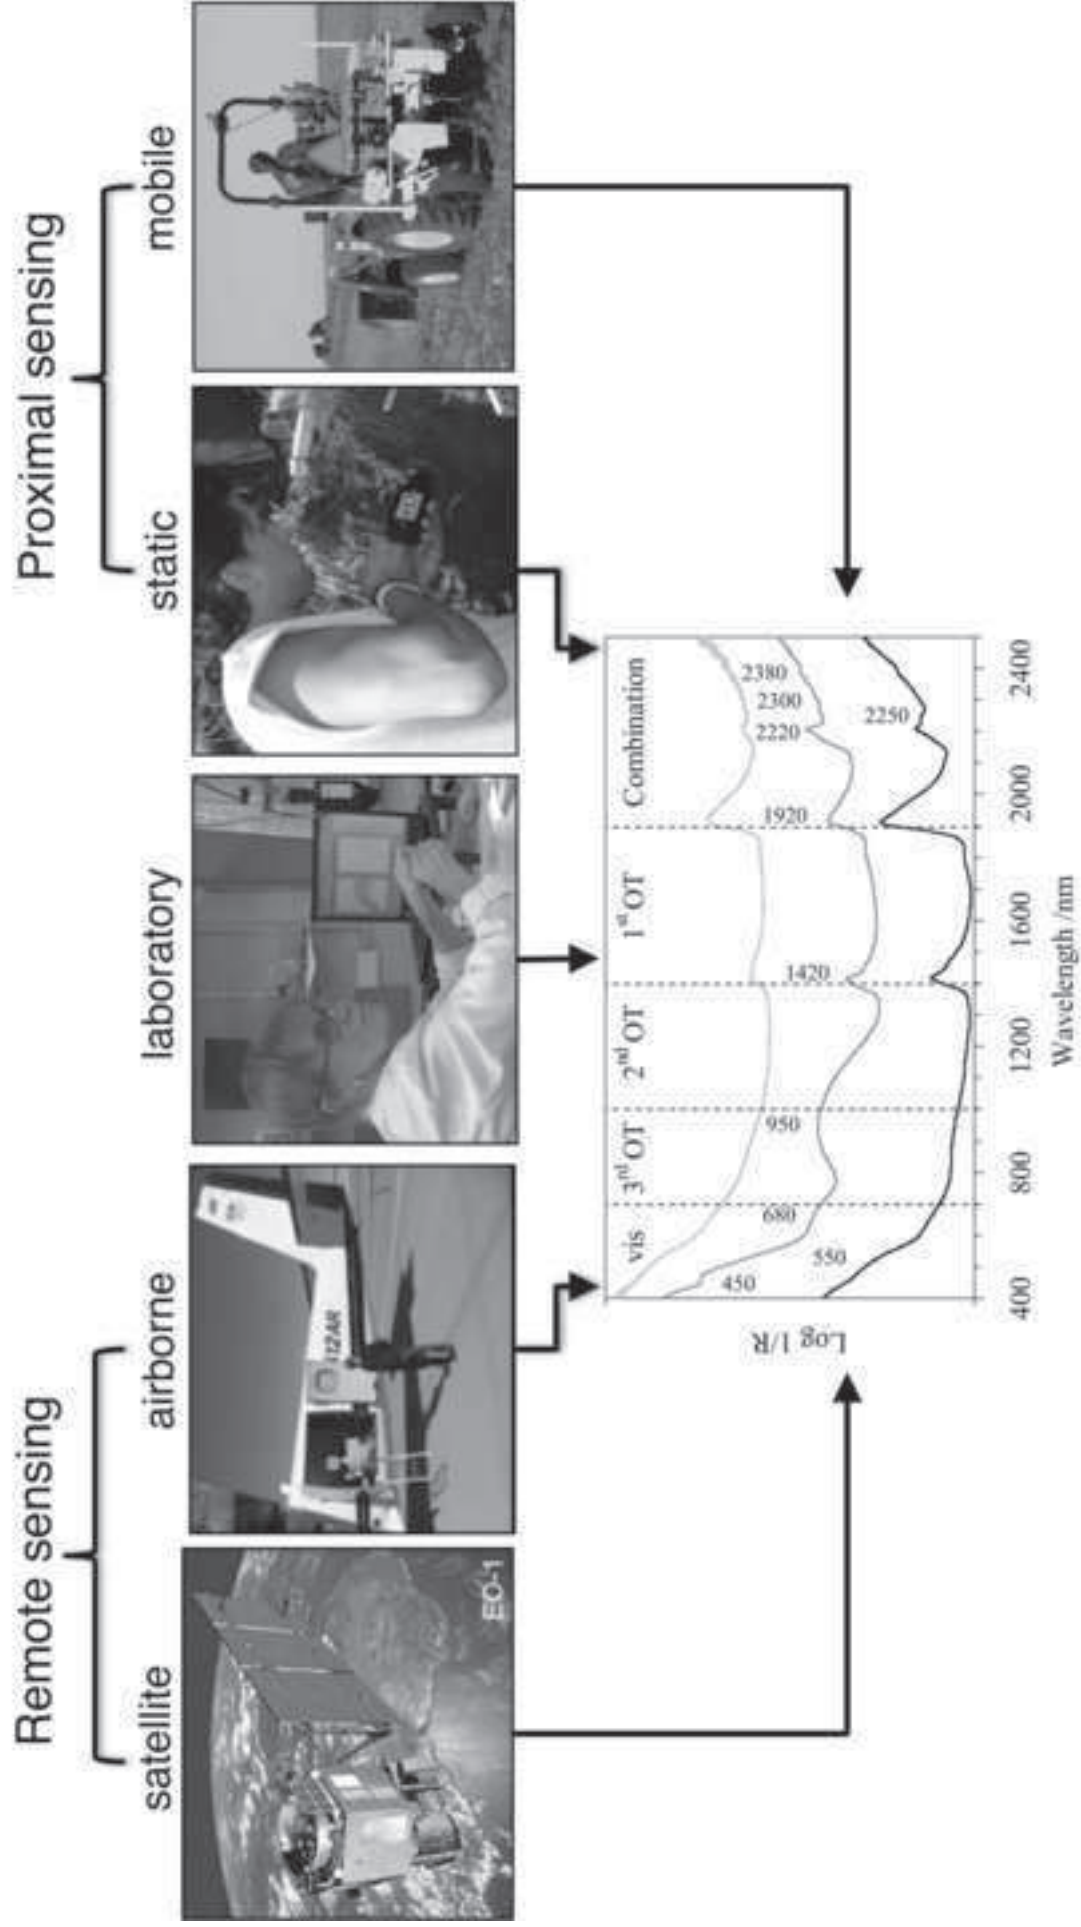 Remote sensing
Proximal sensing
satellite
airborne
laboratory
static
mobile
EO-1
vis
3rd OT
2nd OT
1st OT
Combination
450
550
680
950
1420
1920
2220
2300
2380
2250
Log 1/R
400
800
1200
1600
2000
2400
Wavelength /nm